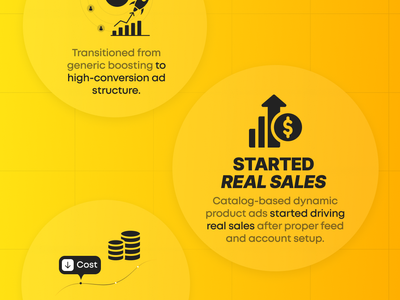 Transitioned from
generic boosting to
high-conversion ad
structure.
$
STARTED
REAL SALES
Catalog-based dynamic
product ads started driving
real sales after proper feed
and account setup.
Cost